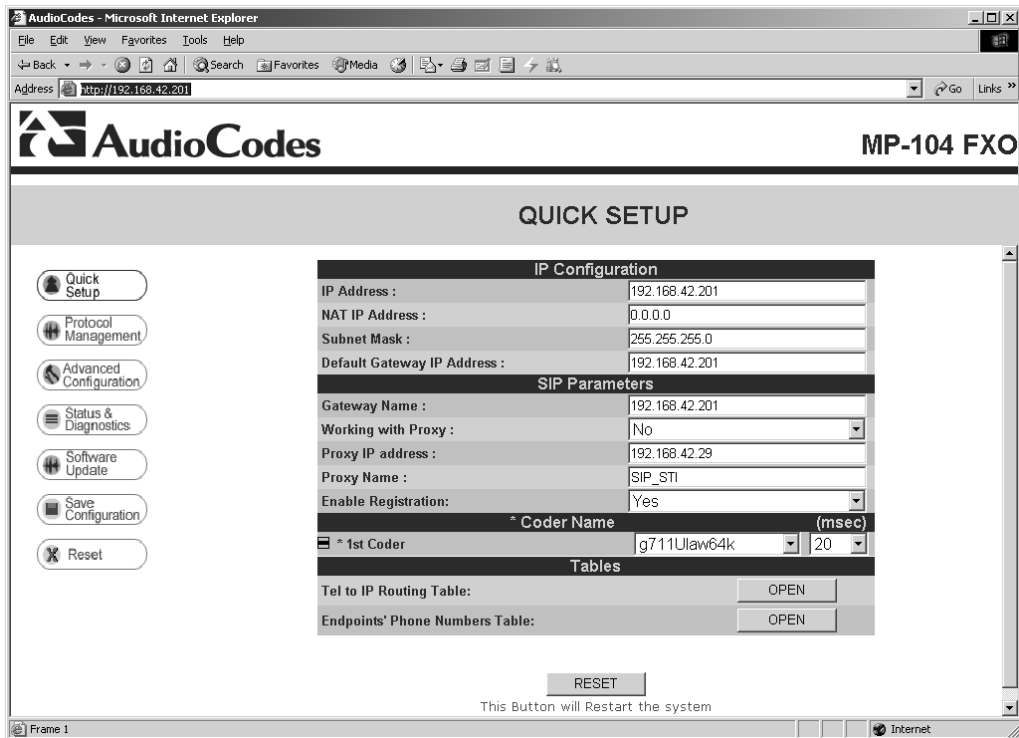 AudioCodes - Microsoft Internet Explorer
File Edit View Favorites Tools Help
Back Search Favorites Media
Address http://192.168.42.201 Go Links »
AudioCodes
MP-104 FXO
QUICK SETUP
Quick Setup
Protocol Management
Advanced Configuration
Status & Diagnostics
Software Update
Save Configuration
Reset
IP Configuration
IP Address : 192.168.42.201
NAT IP Address : 0.0.0.0
Subnet Mask : 255.255.255.0
Default Gateway IP Address : 192.168.42.201
SIP Parameters
Gateway Name : 192.168.42.201
Working with Proxy : No
Proxy IP address : 192.168.42.29
Proxy Name : SIP_STI
Enable Registration: Yes
* Coder Name (msec)
* 1st Coder g711Ulaw64k 20
Tables
Tel to IP Routing Table: OPEN
Endpoints' Phone Numbers Table: OPEN
RESET
This Button will Restart the system
Frame 1 Internet